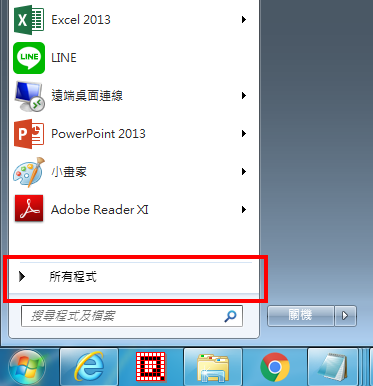 Excel 2013
LINE
遠端桌面連線
PowerPoint 2013
小畫家
Adobe Reader XI
所有程式
搜尋程式及檔案
關機